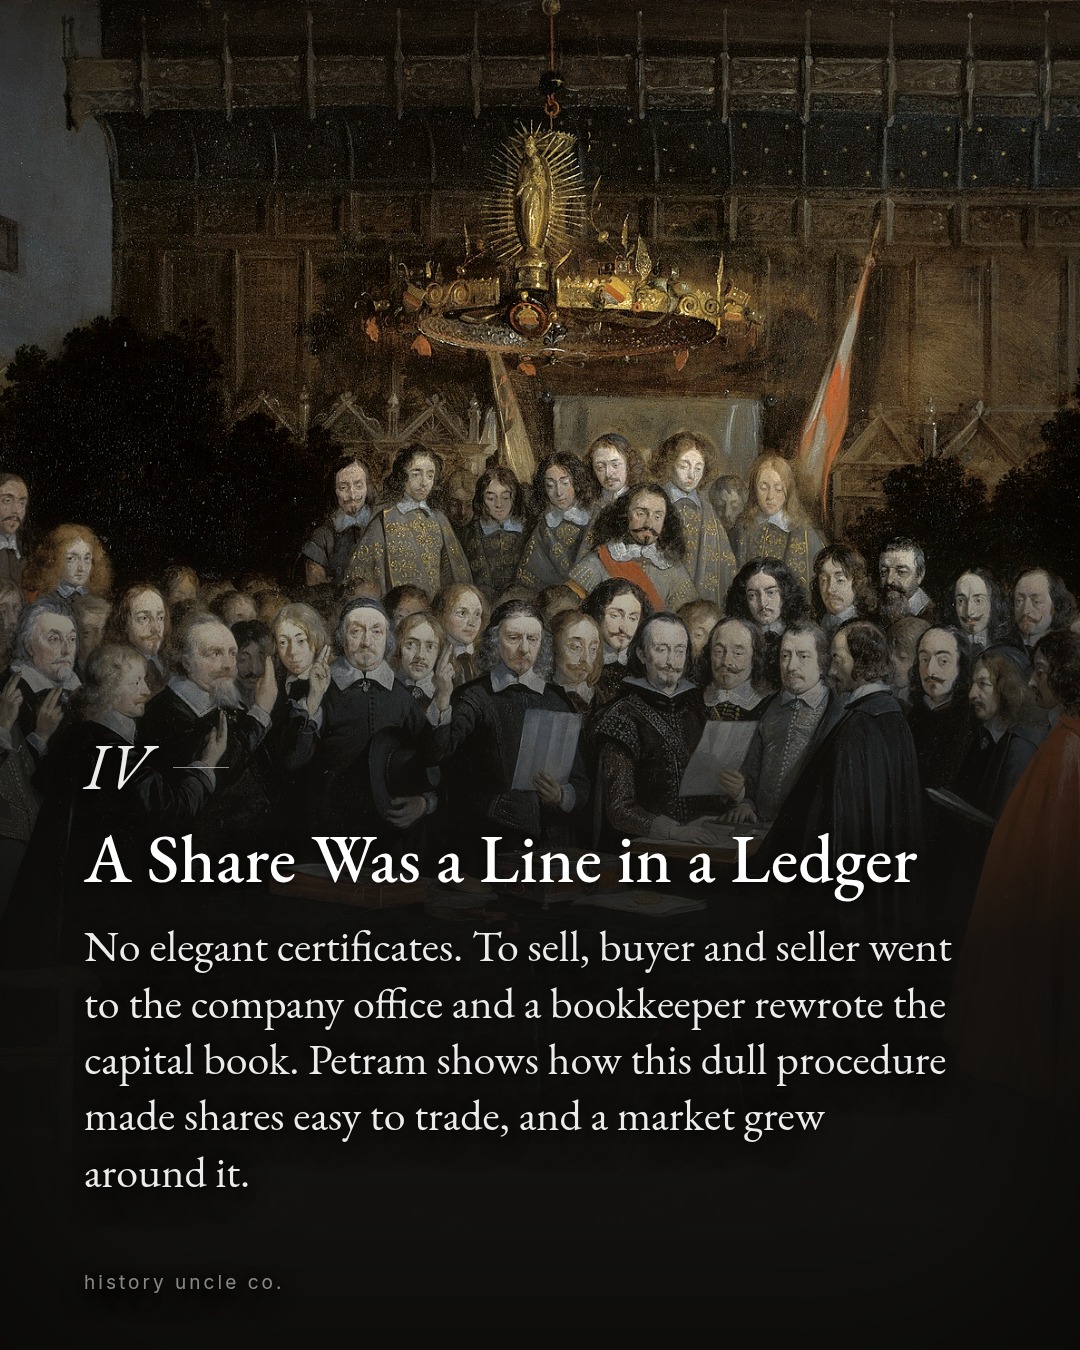 IV
A Share Was a Line in a Ledger
No elegant certificates. To sell, buyer and seller went
to the company office and a bookkeeper rewrote the
capital book. Petram shows how this dull procedure
made shares easy to trade, and a market grew
around it.
history uncle co.